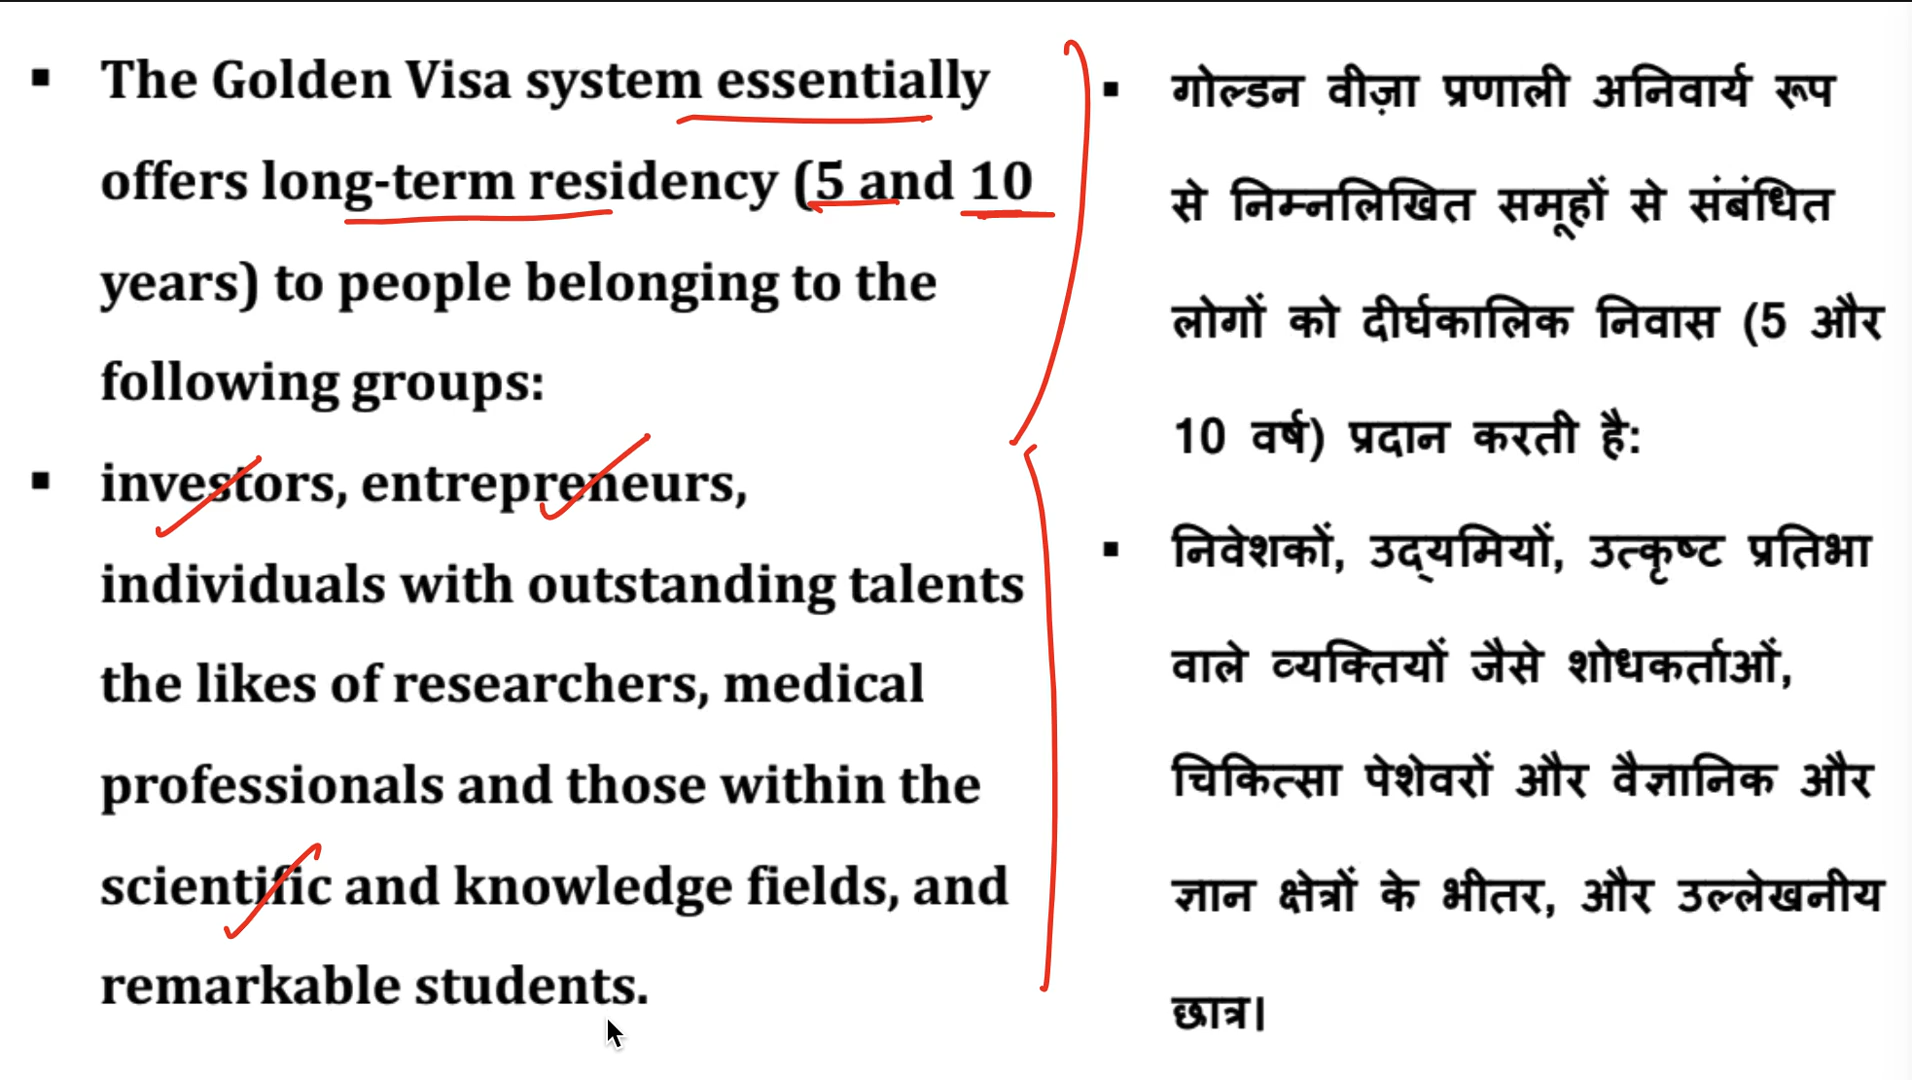 ▪ The Golden Visa system essentially
offers long-term residency (5 and 10
years) to people belonging to the
following groups:
▪ investors, entrepreneurs,
individuals with outstanding talents
the likes of researchers, medical
professionals and those within the
scientific and knowledge fields, and
remarkable students.
▪ गोल्डन वीज़ा प्रणाली अनिवार्य रूप
से निम्नलिखित समूहों से संबंधित
लोगों को दीर्घकालिक निवास (5 और
10 वर्ष) प्रदान करती है:
▪ निवेशकों, उद्यमियों, उत्कृष्ट प्रतिभा
वाले व्यक्तियों जैसे शोधकर्ताओं,
चिकित्सा पेशेवरों और वैज्ञानिक और
ज्ञान क्षेत्रों के भीतर, और उल्लेखनीय
छात्र।